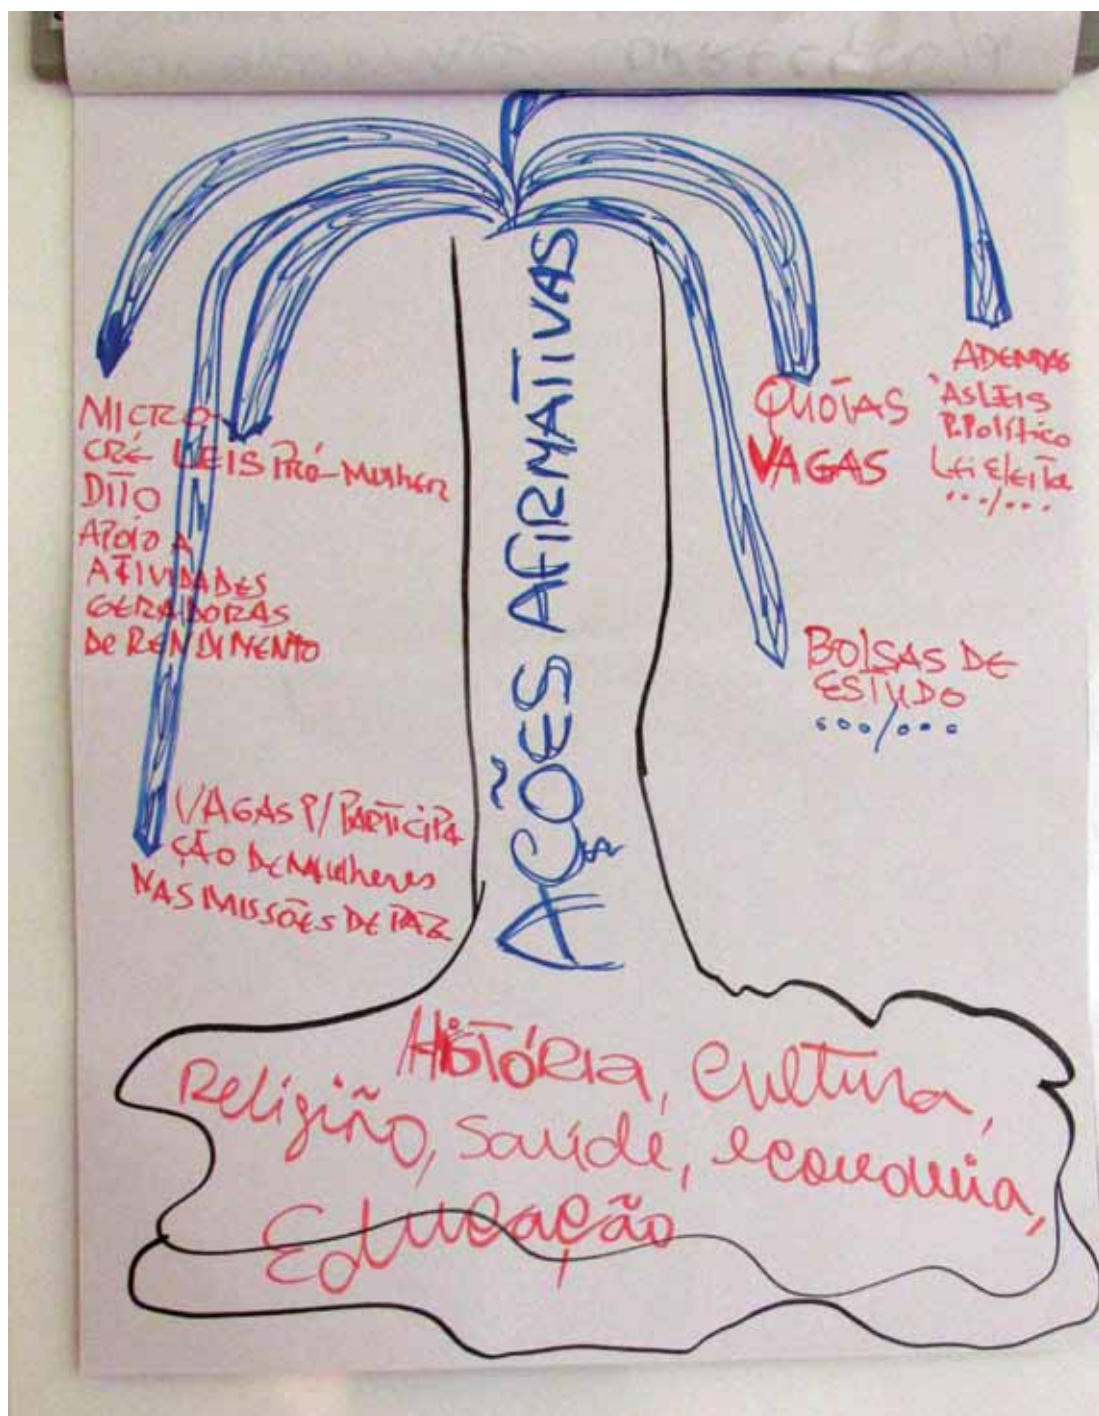 AÇÕES AFIRMATIVAS
MICRO-
CRÉ
DITO
APOIO A
ATIVIDADES
GERADORAS
DE RENDIMENTO
LEIS PRÓ-MULHER
VAGAS P/ PARTICIPA
ÇÃO DE MULHERES
NAS MISSÕES DE PAZ
QUOTAS
VAGAS
ADENDAS
ÀS LEIS
P. POLÍTICO
LEI ELEITA
.../...
BOLSAS DE
ESTUDO
.../...
HISTÓRIA, Cultura,
Religião, Saúde, economia,
Educação